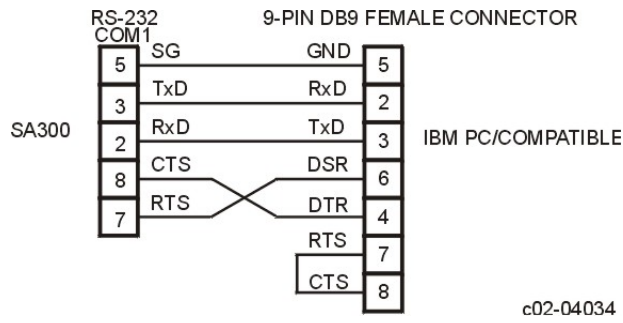 RS-232 9-PIN DB9 FEMALE CONNECTOR
COM1
5 SG GND 5
3 TxD RxD 2
SA300 2 RxD TxD 3 IBM PC/COMPATIBLE
8 CTS DSR 6
7 RTS DTR 4
RTS 7
CTS 8
c02-04034